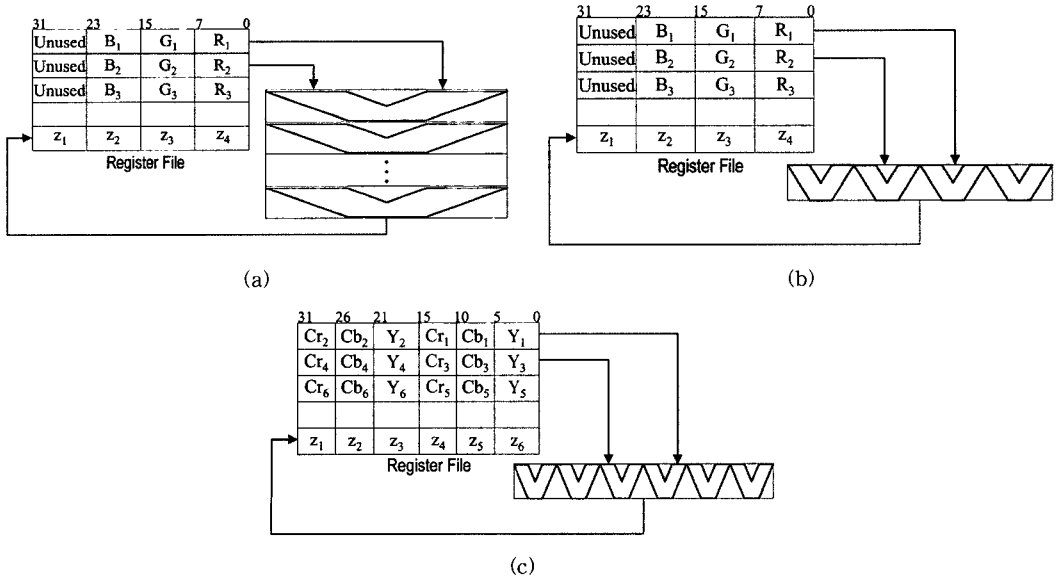 31 23 15 7 0
Unused B₁ G₁ R₁
Unused B₂ G₂ R₂
Unused B₃ G₃ R₃
z₁ z₂ z₃ z₄
Register File
(a)
31 23 15 7 0
Unused B₁ G₁ R₁
Unused B₂ G₂ R₂
Unused B₃ G₃ R₃
z₁ z₂ z₃ z₄
Register File
(b)
31 26 21 15 10 5 0
Cr₂ Cb₂ Y₂ Cr₁ Cb₁ Y₁
Cr₄ Cb₄ Y₄ Cr₃ Cb₃ Y₃
Cr₆ Cb₆ Y₆ Cr₅ Cb₅ Y₅
z₁ z₂ z₃ z₄ z₅ z₆
Register File
(c)